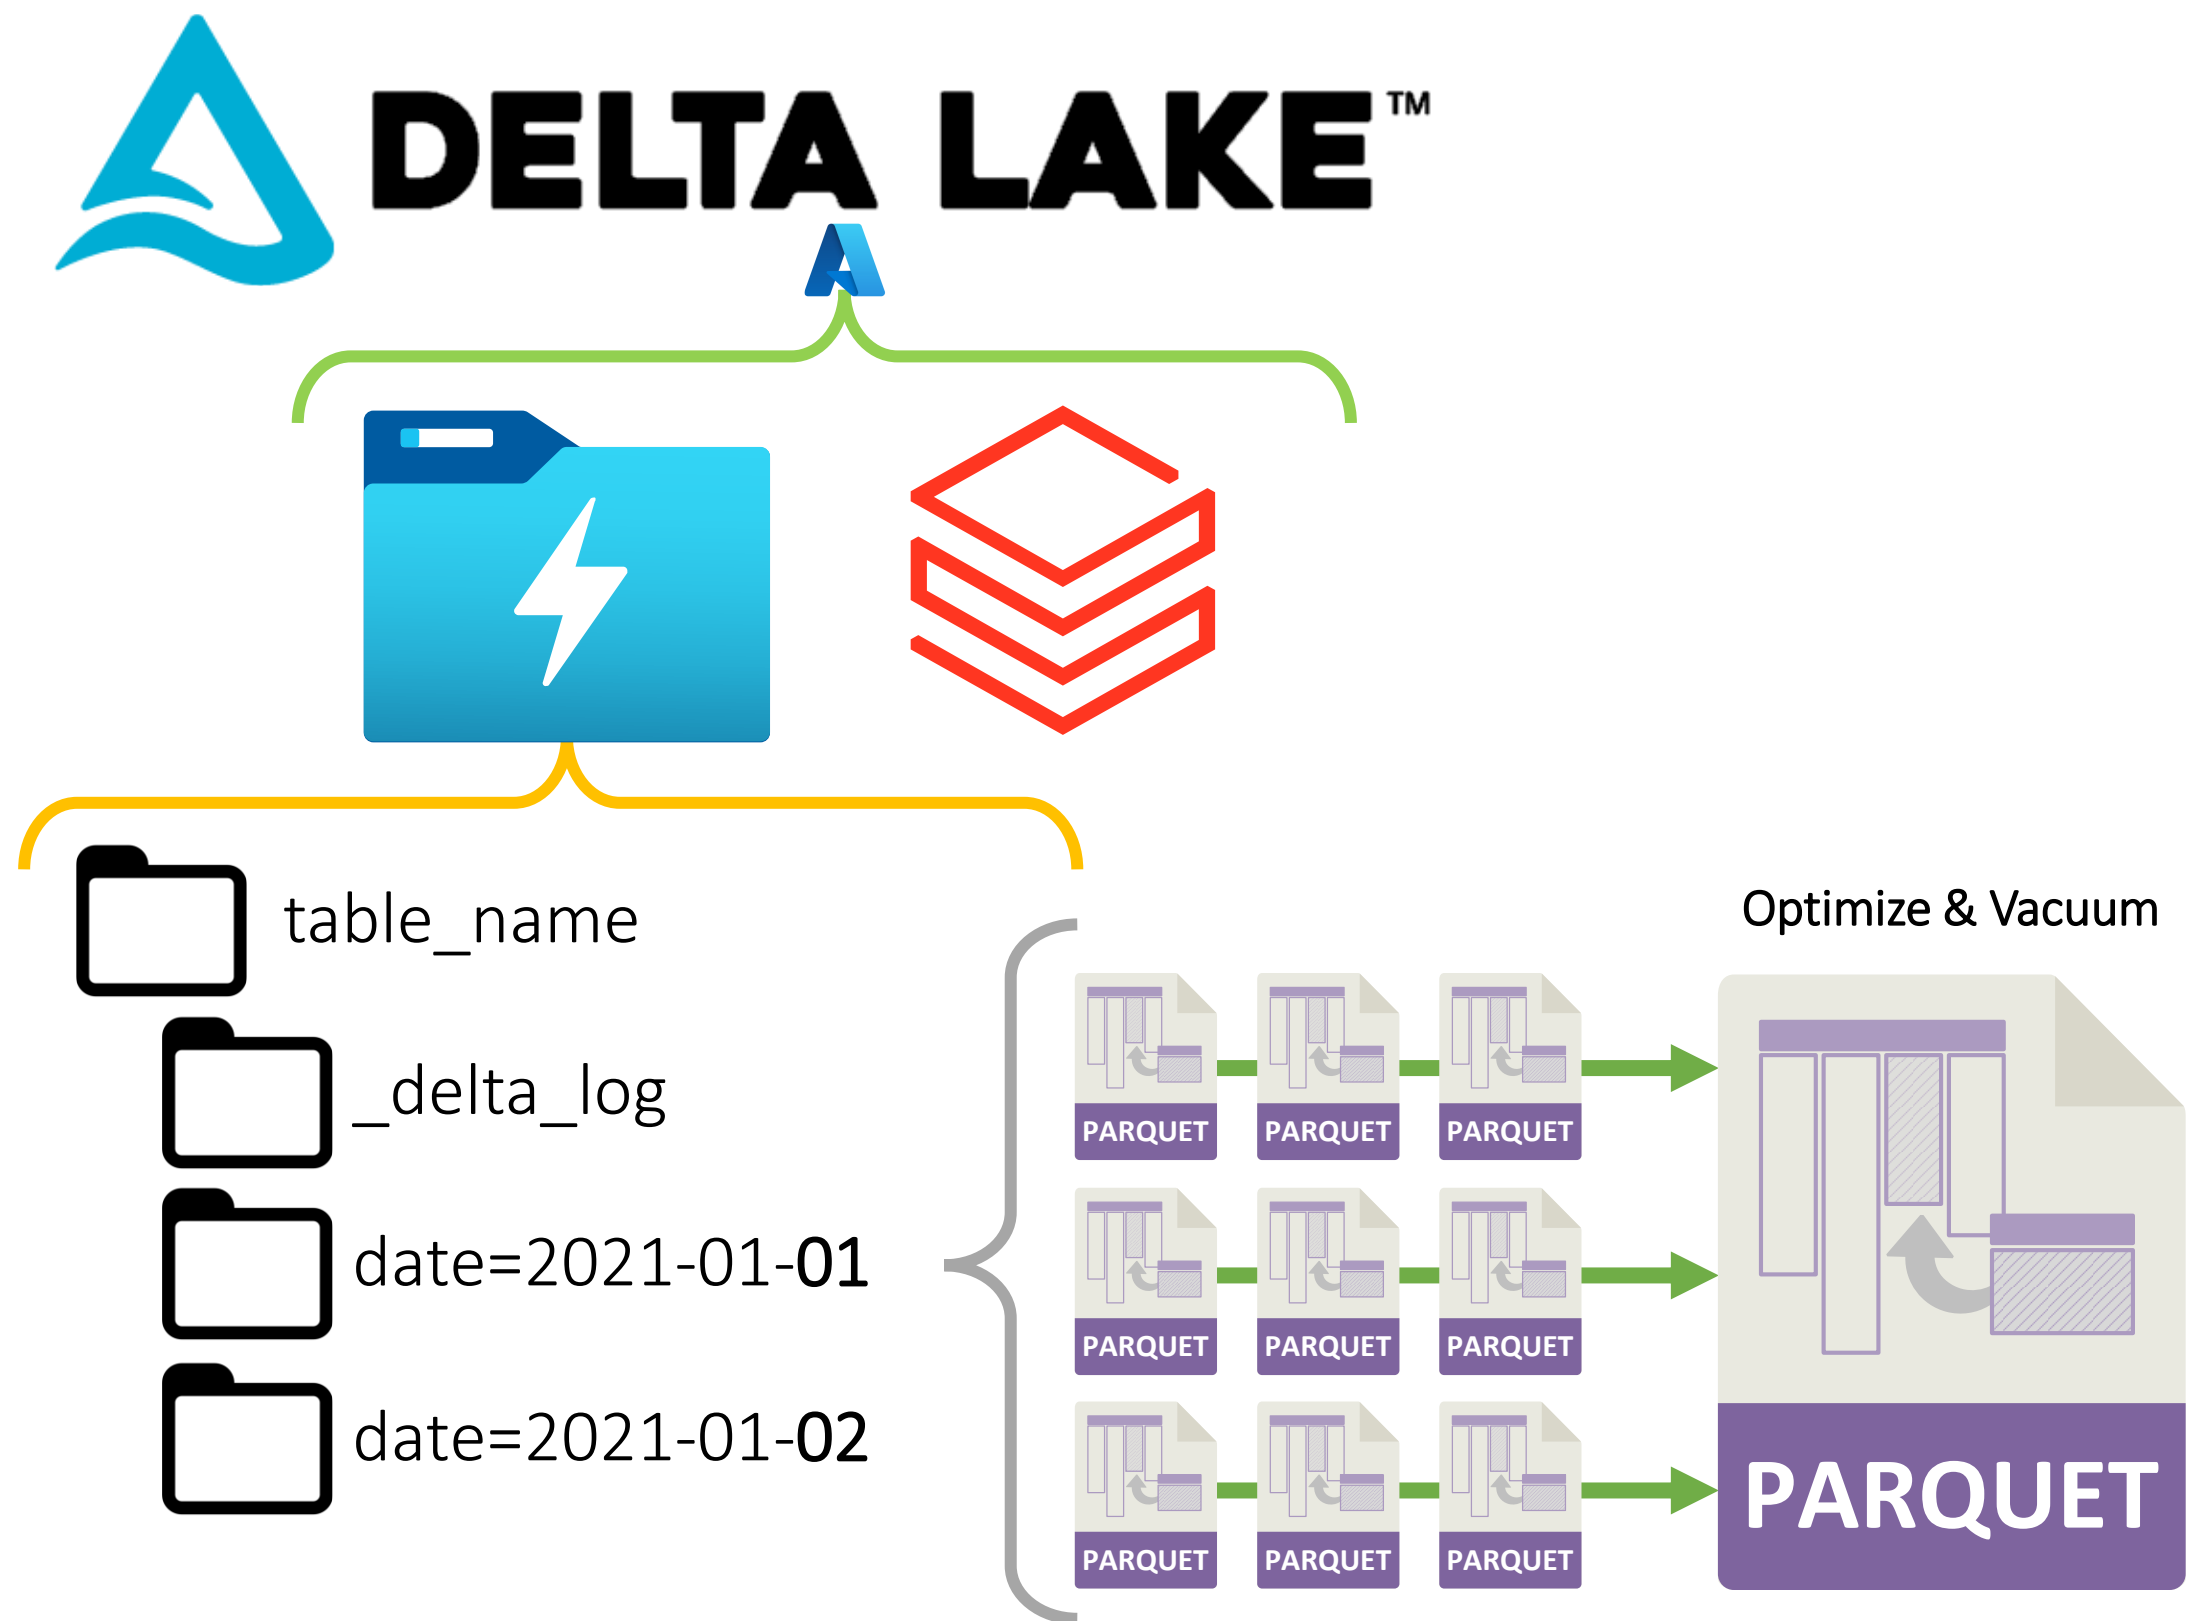 DELTA LAKE™
table_name
_delta_log
date=2021-01-01
date=2021-01-02
Optimize & Vacuum
PARQUET PARQUET PARQUET
PARQUET PARQUET PARQUET
PARQUET PARQUET PARQUET
PARQUET